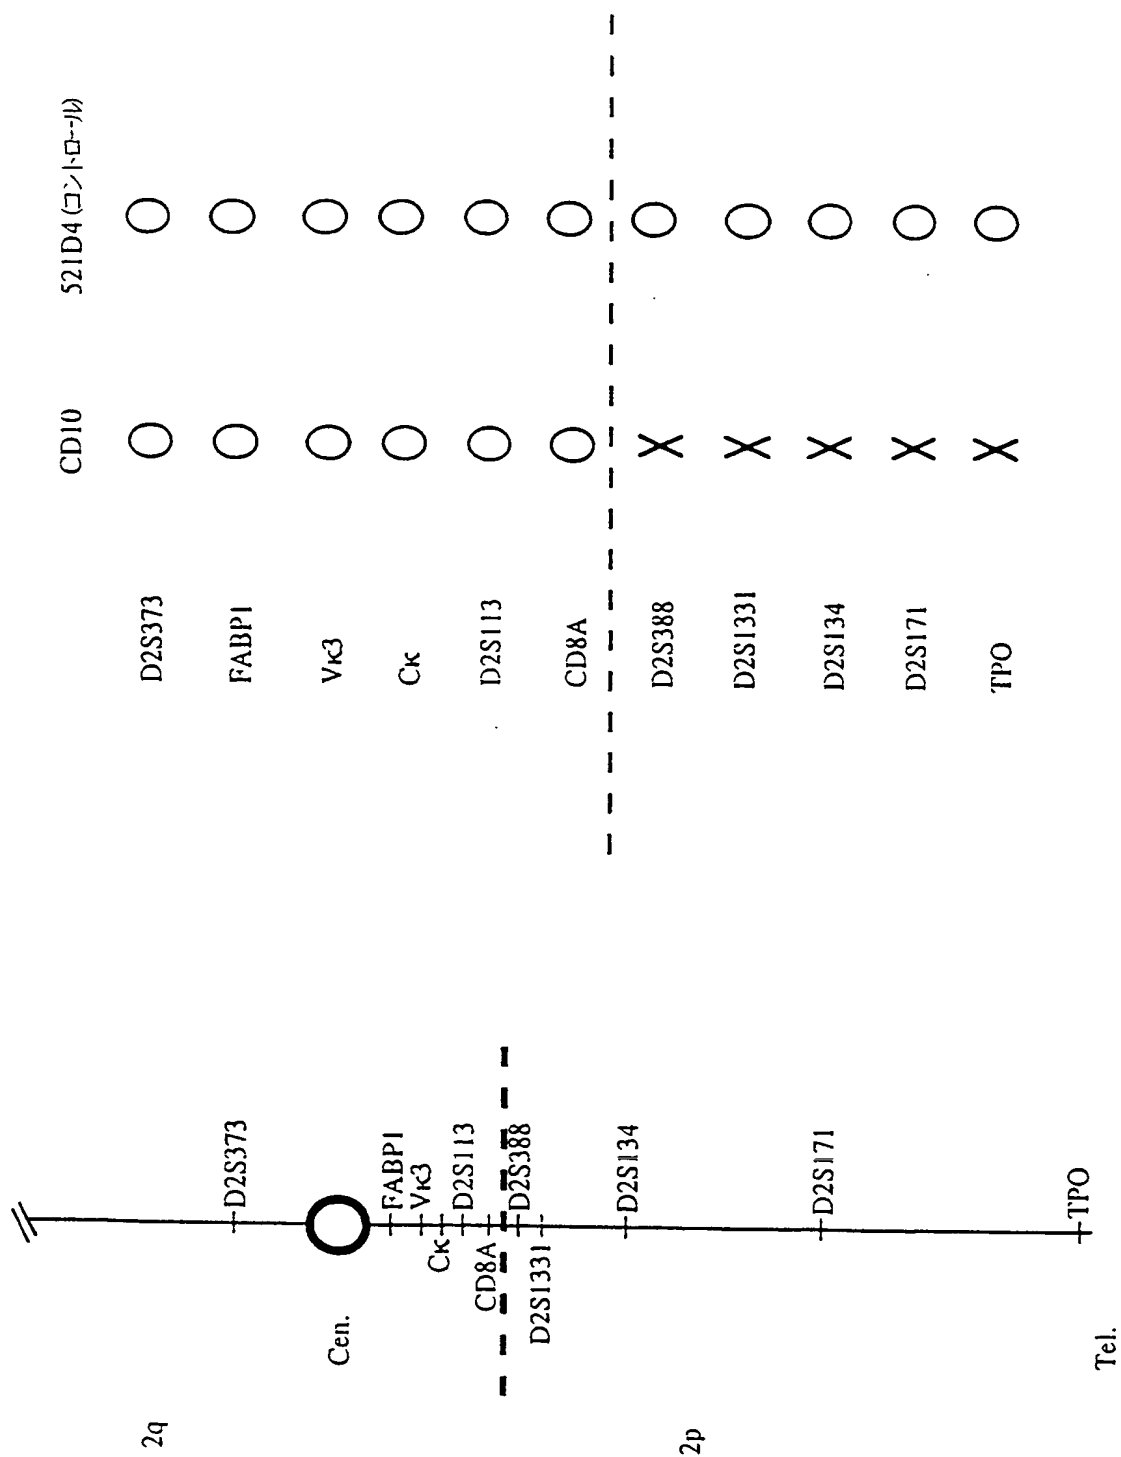 CD10
521D4 (コントロール)
D2S373
FABP1
Vκ3
Cκ
D2S113
CD8A
D2S388
D2S1331
D2S134
D2S171
TPO
2q
Cen.
2p
Tel.
D2S373
FABP1
Vκ3
Cκ
D2S113
CD8A
D2S388
D2S1331
D2S134
D2S171
TPO